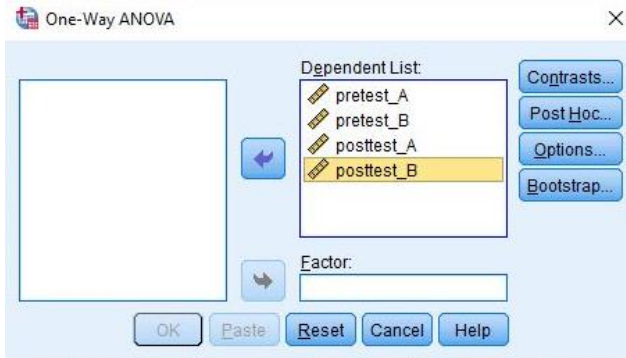 One-Way ANOVA
Dependent List:
pretest_A
pretest_B
posttest_A
posttest_B
Contrasts...
Post Hoc...
Options...
Bootstrap...
Factor:
OK Paste Reset Cancel Help